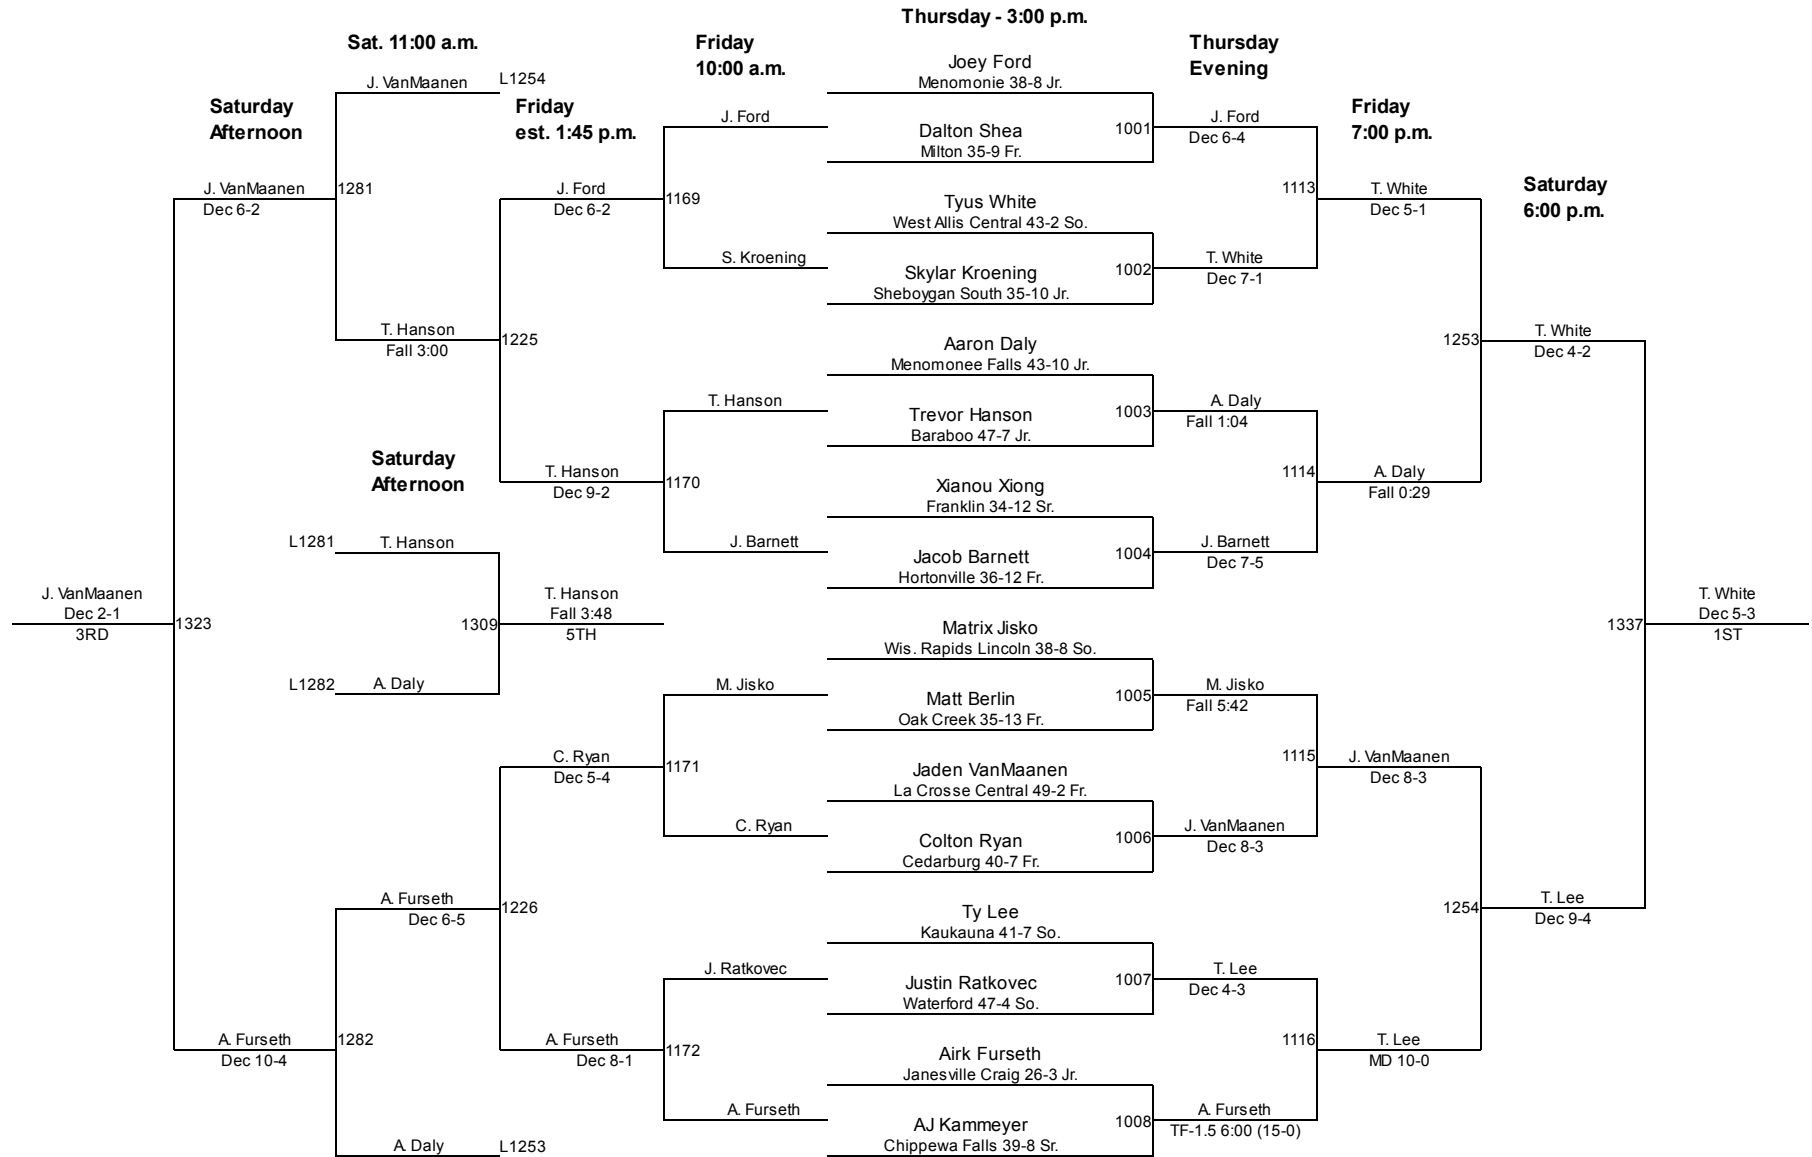 Thursday - 3:00 p.m.
Sat. 11:00 a.m.
Friday
10:00 a.m.
Thursday
Evening
Saturday
Afternoon
Friday
est. 1:45 p.m.
Friday
7:00 p.m.
Saturday
6:00 p.m.
Saturday
Afternoon
Joey Ford
Menomonie 38-8 Jr.
1001
Dalton Shea
Milton 35-9 Fr.
Tyus White
West Allis Central 43-2 So.
1002
Skylar Kroening
Sheboygan South 35-10 Jr.
Aaron Daly
Menomonee Falls 43-10 Jr.
1003
Trevor Hanson
Baraboo 47-7 Jr.
Xianou Xiong
Franklin 34-12 Sr.
1004
Jacob Barnett
Hortonville 36-12 Fr.
Matrix Jisko
Wis. Rapids Lincoln 38-8 So.
1005
Matt Berlin
Oak Creek 35-13 Fr.
Jaden VanMaanen
La Crosse Central 49-2 Fr.
1006
Colton Ryan
Cedarburg 40-7 Fr.
Ty Lee
Kaukauna 41-7 So.
1007
Justin Ratkovec
Waterford 47-4 So.
Airk Furseth
Janesville Craig 26-3 Jr.
1008
AJ Kammeyer
Chippewa Falls 39-8 Sr.
J. Ford
Dec 6-4
1113
T. White
Dec 7-1
A. Daly
Fall 1:04
1114
J. Barnett
Dec 7-5
M. Jisko
Fall 5:42
1115
J. VanMaanen
Dec 8-3
T. Lee
Dec 4-3
1116
A. Furseth
TF-1.5 6:00 (15-0)
T. White
Dec 5-1
1253
A. Daly
Fall 0:29
J. VanMaanen
Dec 8-3
1254
T. Lee
MD 10-0
T. White
Dec 4-2
1337
T. Lee
Dec 9-4
T. White
Dec 5-3
1ST
J. Ford
1169
S. Kroening
T. Hanson
1170
J. Barnett
M. Jisko
1171
C. Ryan
J. Ratkovec
1172
A. Furseth
J. Ford
Dec 6-2
1225
T. Hanson
Dec 9-2
C. Ryan
Dec 5-4
1226
A. Furseth
Dec 8-1
J. VanMaanen
L1254
1281
T. Hanson
Fall 3:00
A. Furseth
Dec 6-5
1282
A. Daly
L1253
L1281
T. Hanson
1309
L1282
A. Daly
T. Hanson
Fall 3:48
5TH
J. VanMaanen
Dec 6-2
1323
A. Furseth
Dec 10-4
J. VanMaanen
Dec 2-1
3RD